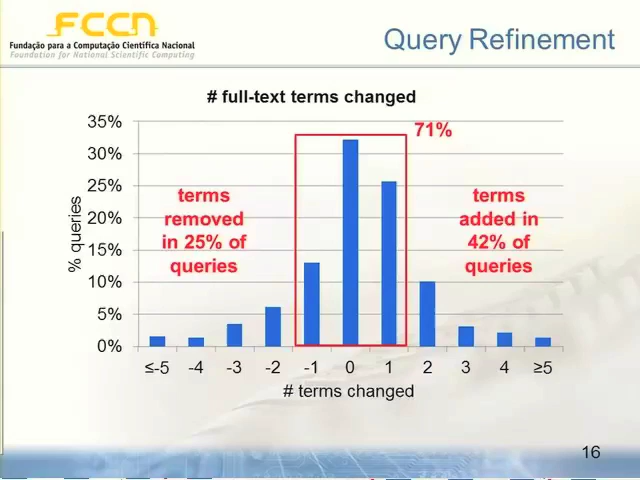 FCCN
Fundação para a Computação Científica Nacional
Foundation for National Scientific Computing
Query Refinement
# full-text terms changed
35%
30%
25%
20%
15%
10%
5%
0%
% queries
71%
terms
removed
in 25% of
queries
terms
added in
42% of
queries
≤-5 -4 -3 -2 -1 0 1 2 3 4 ≥5
# terms changed
16